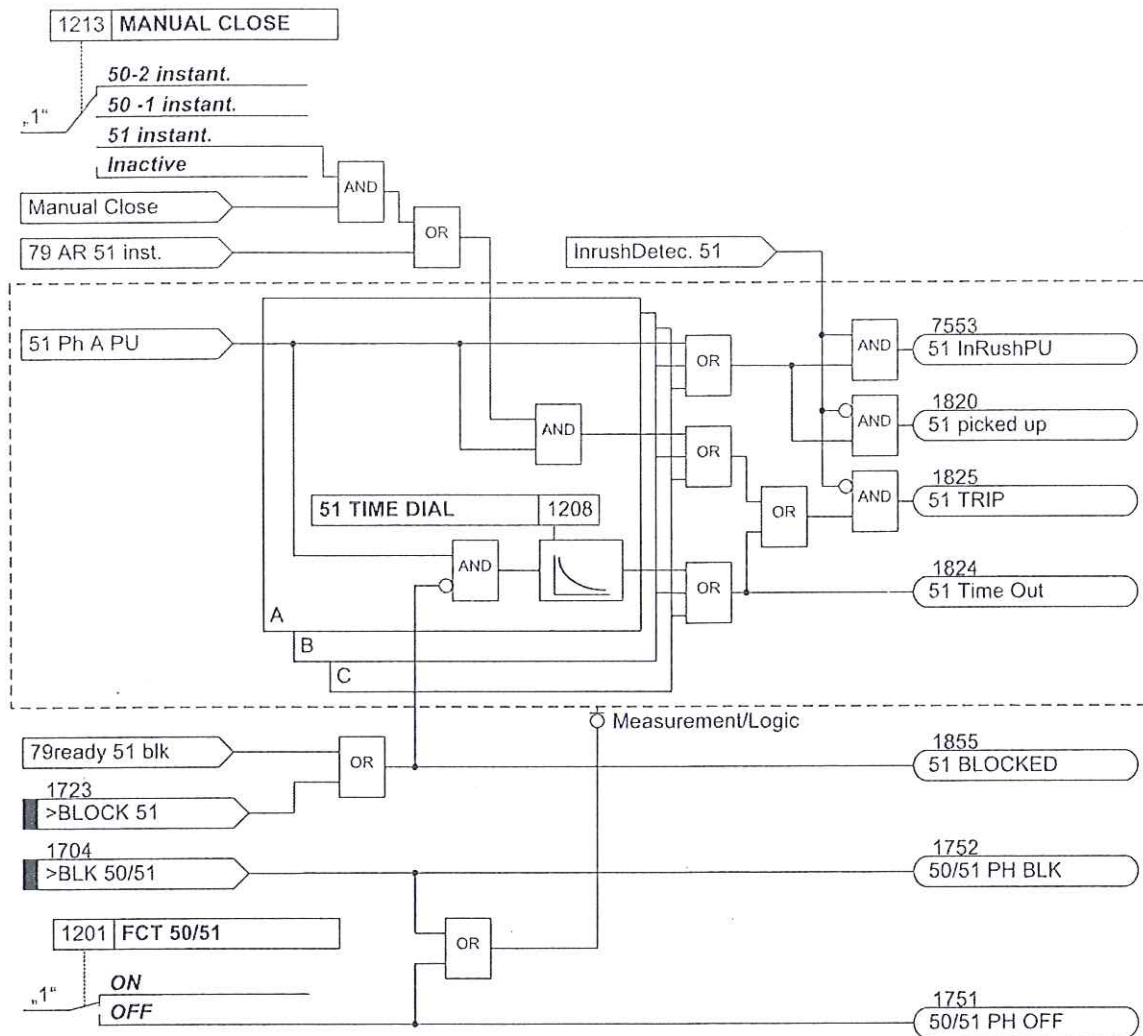 1213 MANUAL CLOSE
50-2 instant.
„1“
50 -1 instant.
51 instant.
Inactive
AND
Manual Close
OR
79 AR 51 inst.
InrushDetec. 51
51 Ph A PU
OR
AND
7553
51 InRushPU
AND
OR
AND
1820
51 picked up
51 TIME DIAL 1208
OR
AND
1825
51 TRIP
AND
OR
1824
51 Time Out
A
B
C
Measurement/Logic
79ready 51 blk
OR
1855
51 BLOCKED
1723
>BLOCK 51
1704
>BLK 50/51
1752
50/51 PH BLK
1201 FCT 50/51
OR
„1“
ON
OFF
1751
50/51 PH OFF